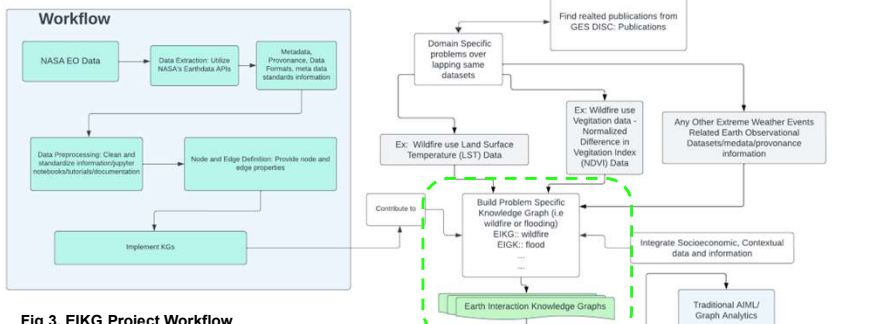 Workflow
NASA EO Data
Data Extraction: Utilize
NASA's Earthdata APIs
Metadata,
Provonance, Data
Formats, meta data
standards information
Data Preprocessing: Clean and
standardize information/jupyter
notebooks/tutorials/documentation
Node and Edge Definition: Provide node and
edge properties
Implement KGs
Fig 3. EIKG Project Workflow
Find realted publications from
GES DISC: Publications
Domain Specific
problems over
lapping same
datasets
Ex:  Wildfire use Land Surface
Temperature (LST) Data
Ex: Wildfire use
Vegitation data -
Normalized
Difference in
Vegitation Index
(NDVI) Data
Any Other Extreme Weather Events
Related Earth Observational
Datasets/medata/provonance
information
Contribute to
Build Problem Specific
Knowledge Graph (i.e
wildfire or flooding)
EIKG:: wildfire
EIGK:: flood
...
...
Integrate Socioeconomic, Contextual
data and information
Earth Interaction Knowledge Graphs
Traditional AIML/
Graph Analytics